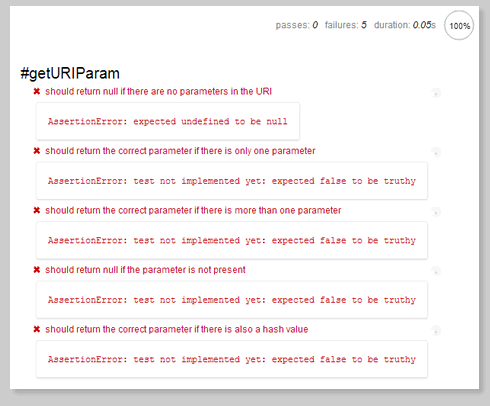 passes: 0 failures: 5 duration: 0.05s 100%
#getURIParam
✖ should return null if there are no parameters in the URI
AssertionError: expected undefined to be null
✖ should return the correct parameter if there is only one parameter
AssertionError: test not implemented yet: expected false to be truthy
✖ should return the correct parameter if there is more than one parameter
AssertionError: test not implemented yet: expected false to be truthy
✖ should return null if the parameter is not present
AssertionError: test not implemented yet: expected false to be truthy
✖ should return the correct parameter if there is also a hash value
AssertionError: test not implemented yet: expected false to be truthy